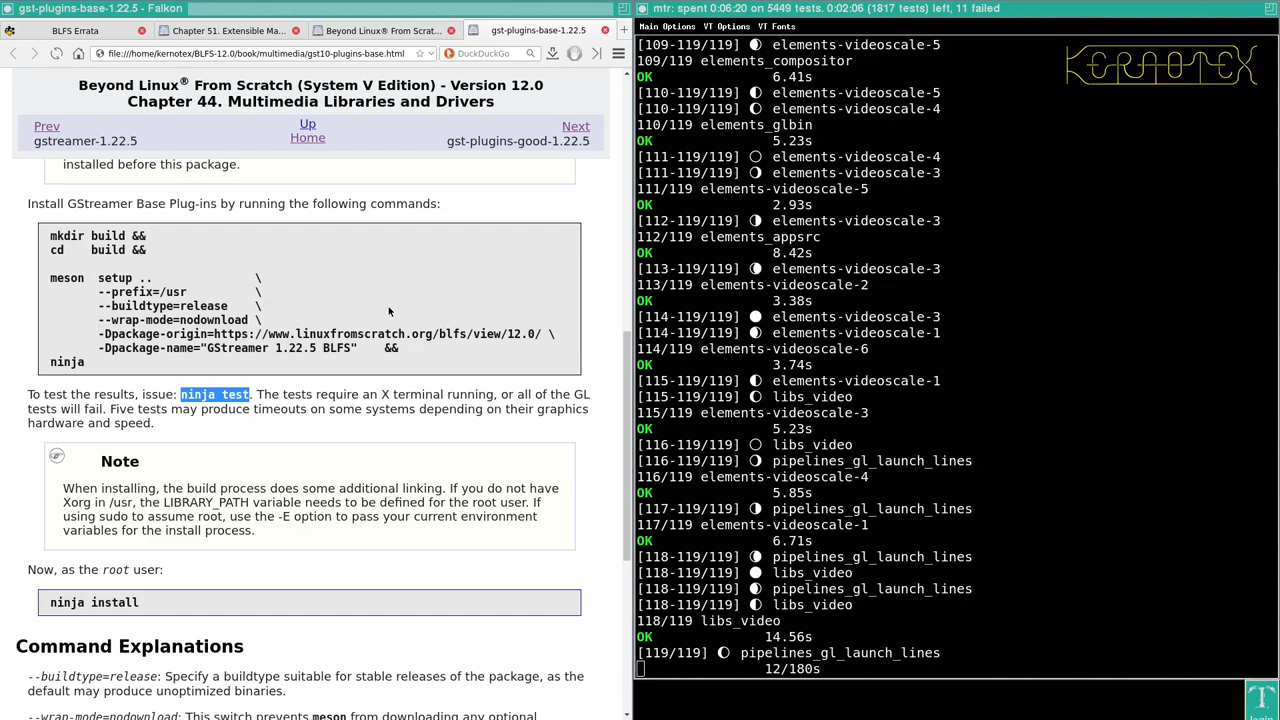 gst-plugins-base-1.22.5 - Falkon
BLFS Errata
Chapter 51. Extensible Ma...
Beyond Linux® From Scrat...
gst-plugins-base-1.22.5
file:///home/kernotex/BLFS-12.0/book/multimedia/gst10-plugins-base.html
DuckDuckGo
Beyond Linux® From Scratch (System V Edition) - Version 12.0
Chapter 44. Multimedia Libraries and Drivers
Prev
Up
Next
gstreamer-1.22.5
Home
gst-plugins-good-1.22.5
installed before this package.
Install GStreamer Base Plug-ins by running the following commands:
mkdir build &&
cd    build &&
meson  setup ..               \
--prefix=/usr          \
--buildtype=release    \
--wrap-mode=nodownload \
-Dpackage-origin=https://www.linuxfromscratch.org/blfs/view/12.0/ \
-Dpackage-name="GStreamer 1.22.5 BLFS"    &&
ninja
To test the results, issue: ninja test. The tests require an X terminal running, or all of the GL
tests will fail. Five tests may produce timeouts on some systems depending on their graphics
hardware and speed.
Note
When installing, the build process does some additional linking. If you do not have
Xorg in /usr, the LIBRARY_PATH variable needs to be defined for the root user. If
using sudo to assume root, use the -E option to pass your current environment
variables for the install process.
Now, as the root user:
ninja install
Command Explanations
--buildtype=release: Specify a buildtype suitable for stable releases of the package, as the
default may produce unoptimized binaries.
--wrap-mode=nodownload: This switch prevents meson from downloading any optional
mtr: spent 0:06:20 on 5449 tests. 0:02:06 (1817 tests) left, 11 failed
Main Options  VT Options  VT Fonts
KERNOTEX
[109-119/119] 🌓 elements-videoscale-5
109/119 elements_compositor
OK 6.41s
[110-119/119] 🌓 elements-videoscale-5
[110-119/119] 🌔 elements-videoscale-4
110/119 elements_glbin
OK 5.23s
[111-119/119] 🌕 elements-videoscale-4
[111-119/119] 🌖 elements-videoscale-3
111/119 elements-videoscale-5
OK 2.93s
[112-119/119] 🌗 elements-videoscale-3
112/119 elements_appsrc
OK 8.42s
[113-119/119] 🌘 elements-videoscale-3
113/119 elements-videoscale-2
OK 3.38s
[114-119/119] 🌑 elements-videoscale-3
[114-119/119] 🌒 elements-videoscale-1
114/119 elements-videoscale-6
OK 3.74s
[115-119/119] 🌓 elements-videoscale-1
[115-119/119] 🌔 libs_video
115/119 elements-videoscale-3
OK 5.23s
[116-119/119] 🌕 libs_video
[116-119/119] 🌖 pipelines_gl_launch_lines
116/119 elements-videoscale-4
OK 5.85s
[117-119/119] 🌗 pipelines_gl_launch_lines
117/119 elements-videoscale-1
OK 6.71s
[118-119/119] 🌘 pipelines_gl_launch_lines
[118-119/119] 🌑 libs_video
[118-119/119] 🌒 pipelines_gl_launch_lines
[118-119/119] 🌓 libs_video
118/119 libs_video
OK 14.56s
[119/119] 🌔 pipelines_gl_launch_lines
12/180s
T
login